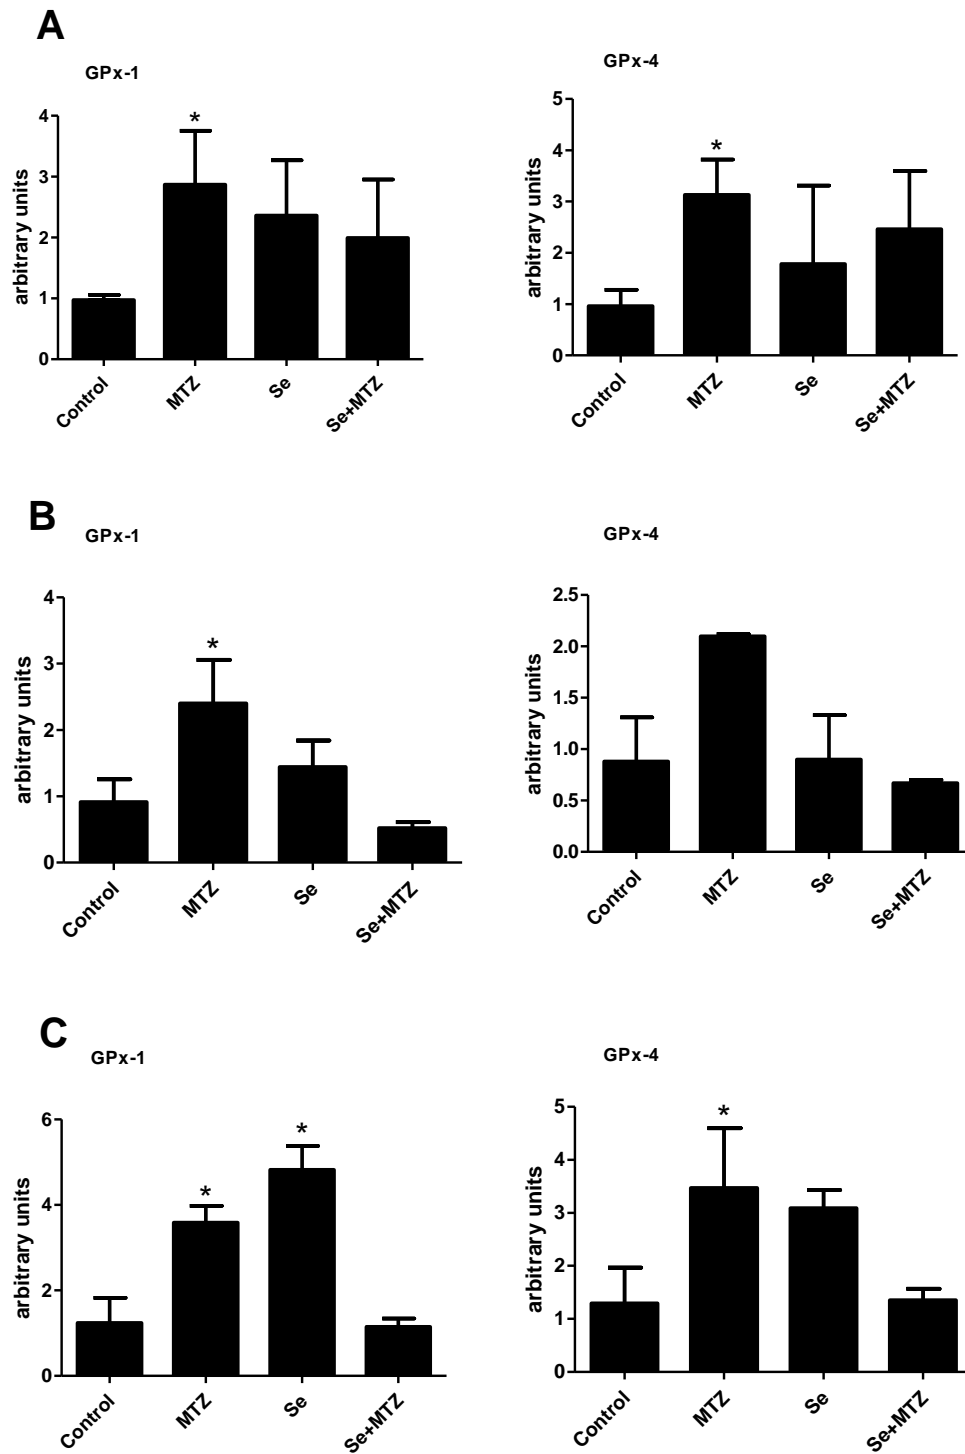 A
GPx-1
GPx-4
arbitrary units
4
3
2
1
0
*
Control
MTZ
Se
Se+MTZ
arbitrary units
5
4
3
2
1
0
*
Control
MTZ
Se
Se+MTZ
B
GPx-1
GPx-4
arbitrary units
4
3
2
1
0
*
Control
MTZ
Se
Se+MTZ
arbitrary units
2.5
2.0
1.5
1.0
0.5
0.0
Control
MTZ
Se
Se+MTZ
C
GPx-1
GPx-4
arbitrary units
6
4
2
0
*
*
Control
MTZ
Se
Se+MTZ
arbitrary units
5
4
3
2
1
0
*
Control
MTZ
Se
Se+MTZ